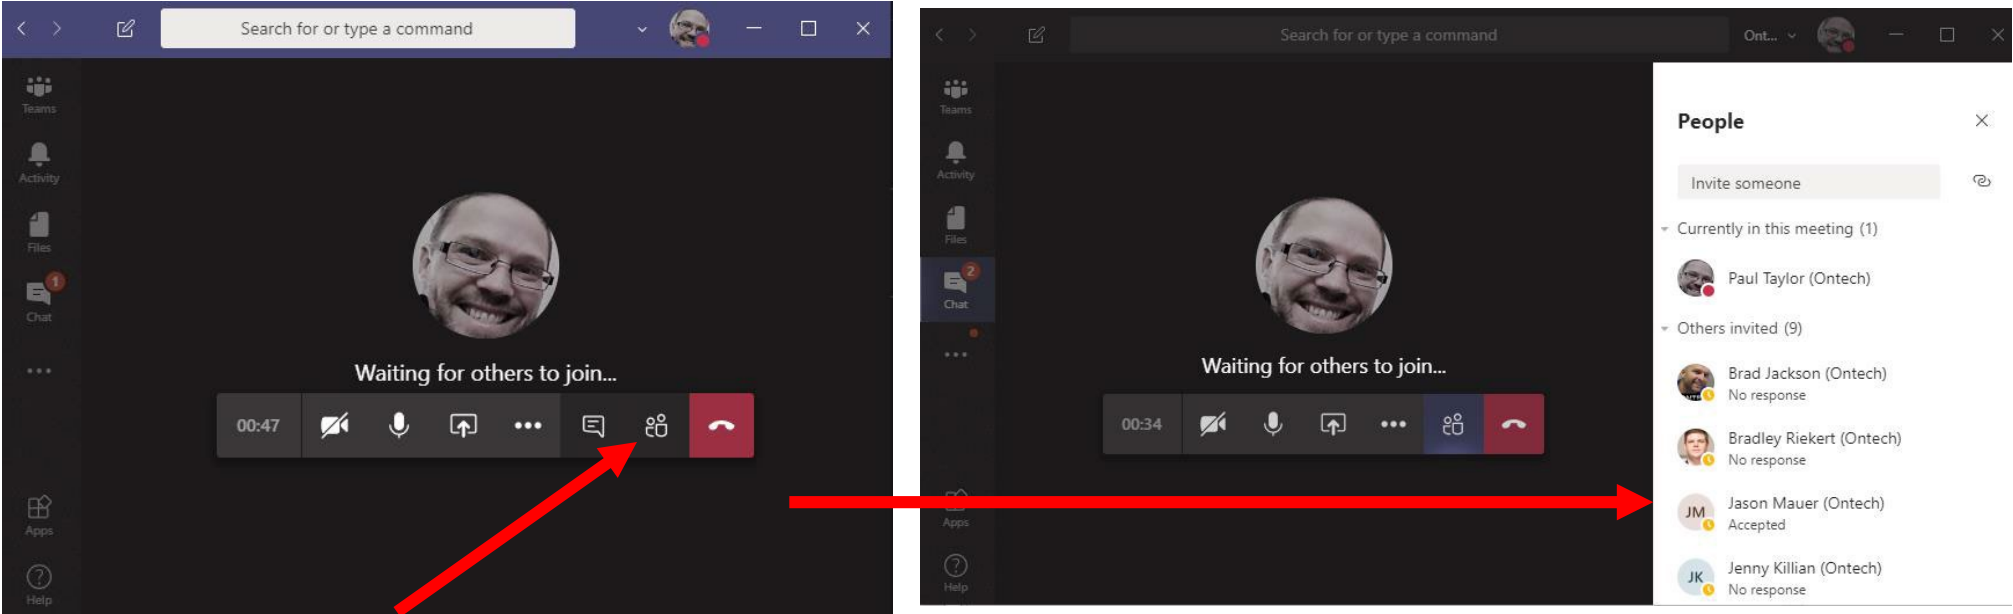 Search for or type a command
Teams
Activity
Files
1
Chat
Waiting for others to join...
00:47
Apps
Help
Search for or type a command
Ont...
Teams
Activity
Files
2
Chat
Waiting for others to join...
00:34
Apps
Help
People
Invite someone
Currently in this meeting (1)
Paul Taylor (Ontech)
Others invited (9)
Brad Jackson (Ontech)
No response
Bradley Riekert (Ontech)
No response
JM
Jason Mauer (Ontech)
Accepted
JK
Jenny Killian (Ontech)
No response